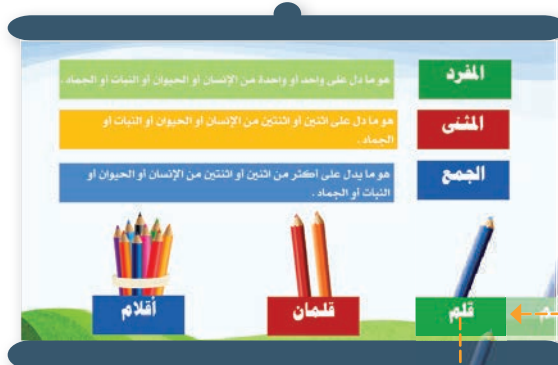 المفرد
هو ما دل على واحد أو واحدة من الإنسان أو الحيوان أو النبات أو الجماد .
المثنى
هو ما دل على اثنين أو اثنتين من الإنسان أو الحيوان أو النبات أو
الجماد .
الجمع
هو ما يدل على أكثر من اثنين أو اثنتين من الإنسان أو الحيوان أو
النبات أو الجماد .
قلم
قلمان
أقلام